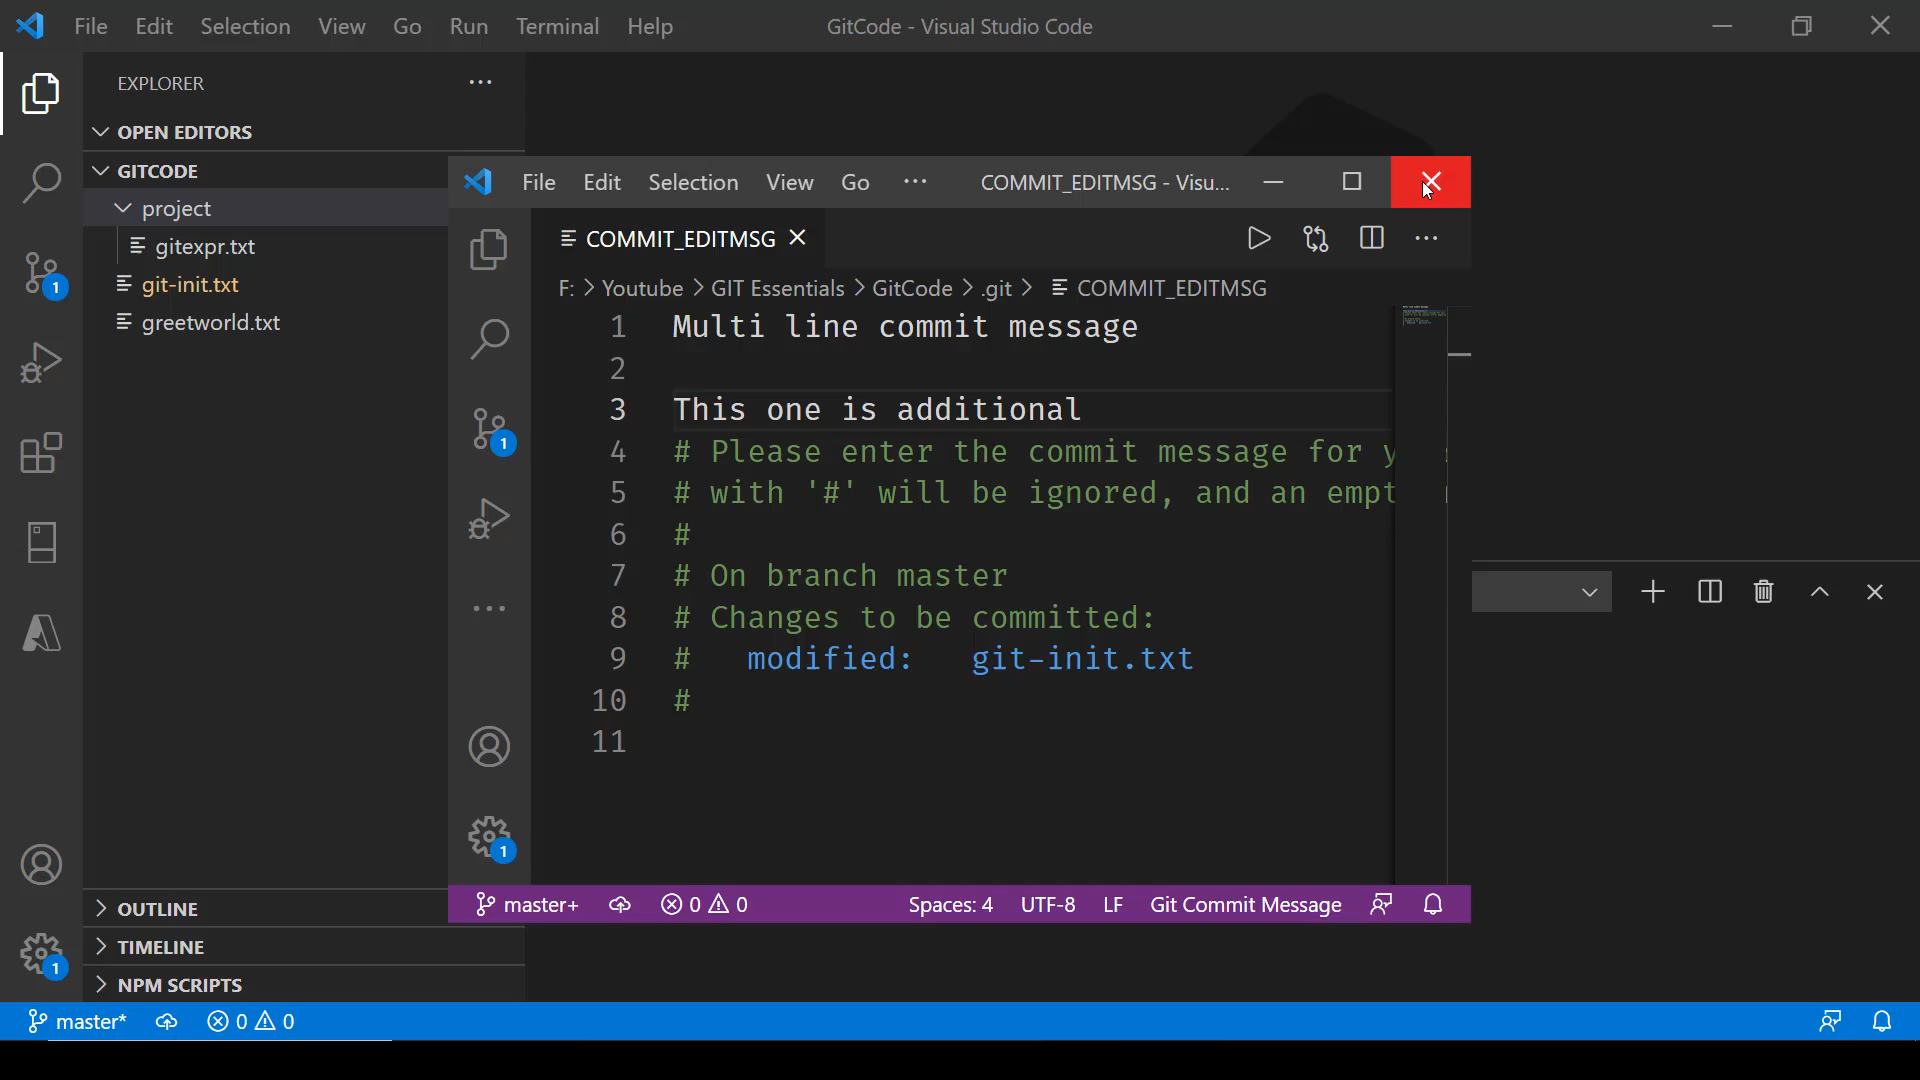 File Edit Selection View Go Run Terminal Help GitCode - Visual Studio Code
EXPLORER
OPEN EDITORS
GITCODE
project
gitexpr.txt
git-init.txt
greetworld.txt
1
OUTLINE
TIMELINE
NPM SCRIPTS
1
File Edit Selection View Go COMMIT_EDITMSG - Visu...
COMMIT_EDITMSG
F: > Youtube > GIT Essentials > GitCode > .git > COMMIT_EDITMSG
1 Multi line commit message
2
3 This one is additional
4 # Please enter the commit message for y
5 # with '#' will be ignored, and an empt
6 #
7 # On branch master
8 # Changes to be committed:
9 # modified: git-init.txt
10 #
11
1
1
master+ 0 0 Spaces: 4 UTF-8 LF Git Commit Message
master* 0 0